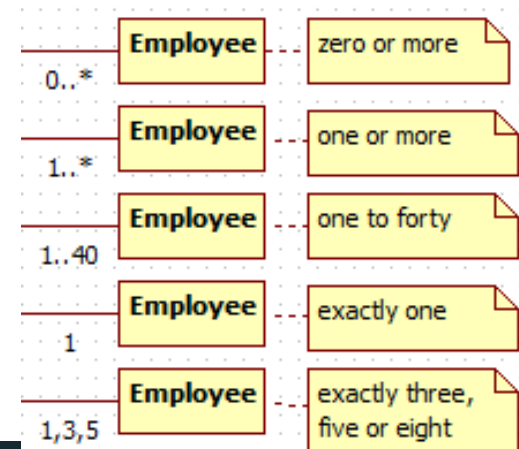 Employee zero or more
0..*
Employee one or more
1..*
Employee one to forty
1..40
Employee exactly one
1
Employee exactly three,
1,3,5 five or eight